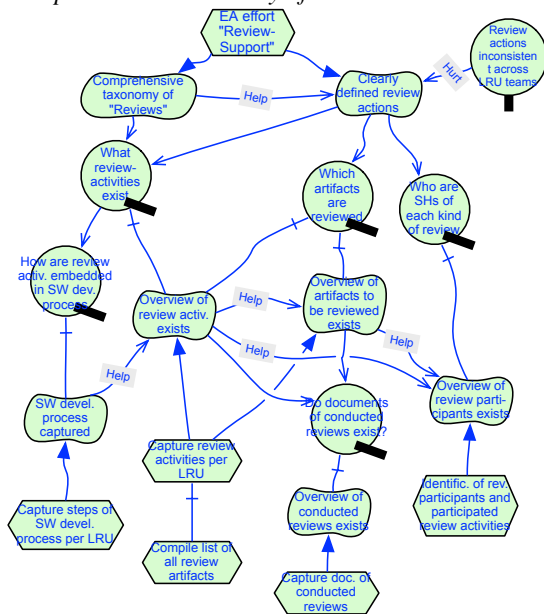 EA effort
"Review-
Support"
Review
actions
inconsisten
t across
LRU teams
Hurt
Comprehensive
taxonomy of
"Reviews"
Help
Clearly
defined review
actions
What
review-
activities
exist
Which
artifacts
are
reviewed
Who are
SHs of
each kind
of review
How are review
activ. embedded
in SW dev.
process
Overview of
review activ.
exists
Help
Overview of
artifacts to
be reviewed
exists
Help
Help
Help
SW devel.
process
captured
Do documents
of conducted
reviews exist?
Overview of
review parti-
cipants exists
Capture review
activities per
LRU
Capture steps of
SW devel.
process per LRU
Overview of
conducted
reviews exists
Identific. of rev.
participants and
participated
review activities
Compile list of
all review
artifacts
Capture doc. of
conducted
reviews